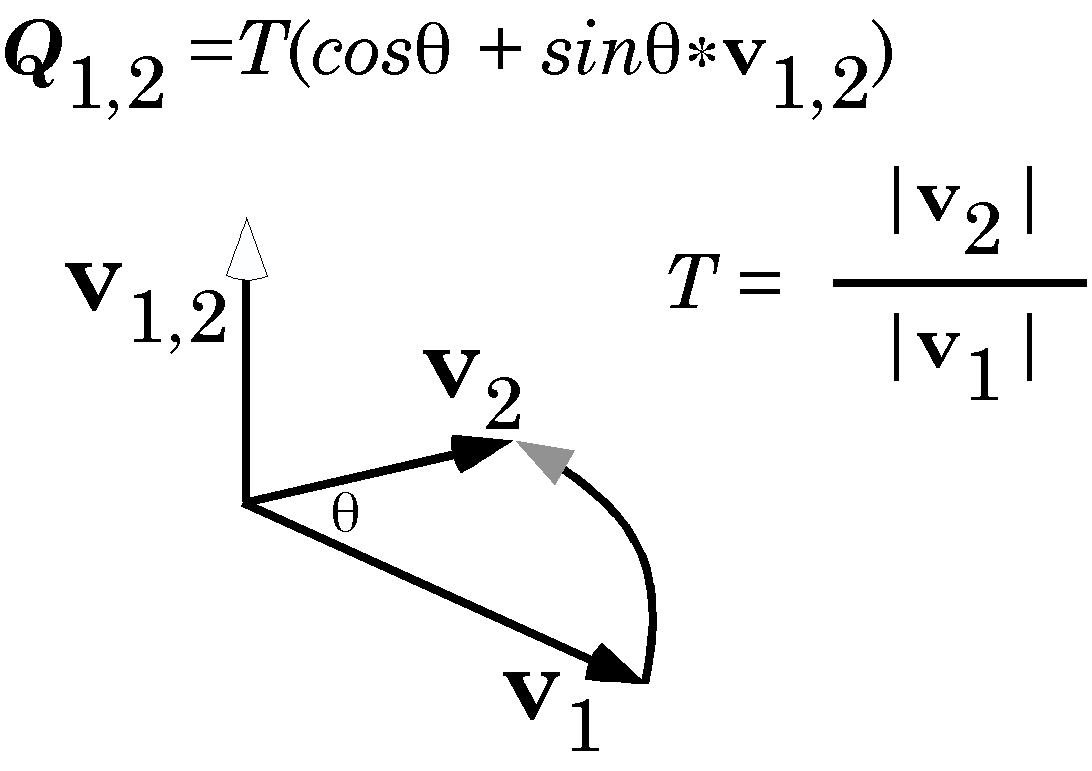 Q1,2 =T(cosθ + sinθ*v1,2)
T = |v2| / |v1|
v1,2
v2
θ
v1